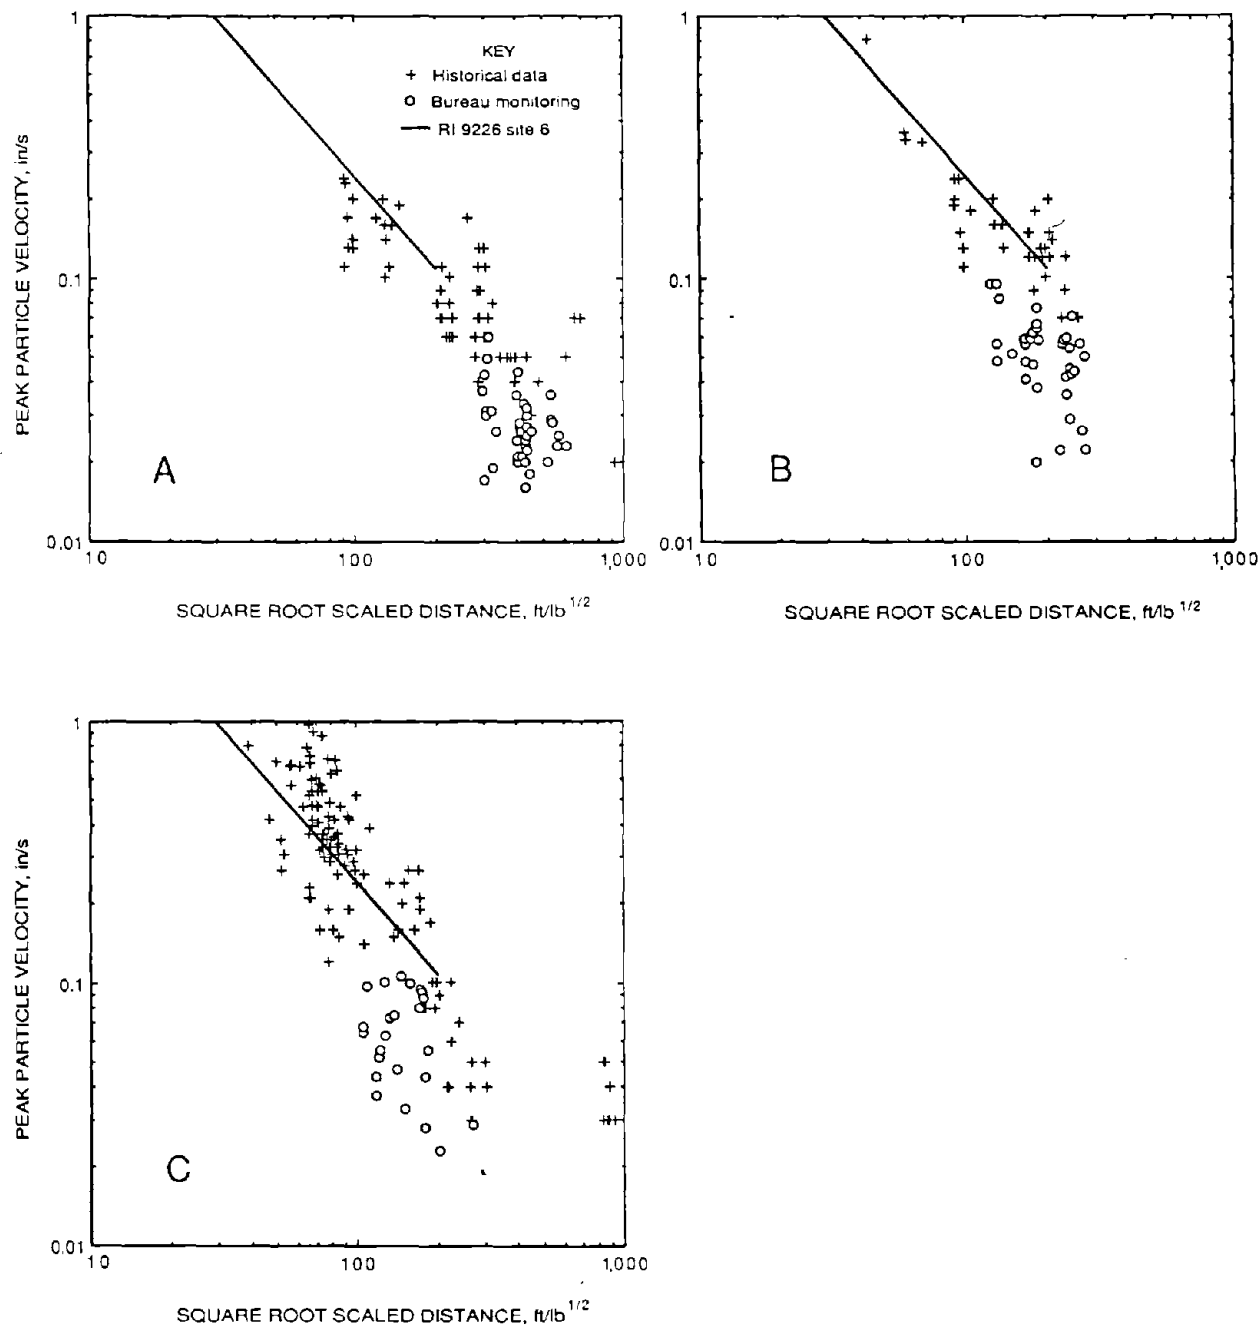 1
KEY
+ Historical data
o Bureau monitoring
— RI 9226 site 6
0.1
A
0.01
10
100
1,000
PEAK PARTICLE VELOCITY, in/s
SQUARE ROOT SCALED DISTANCE, ft/lb 1/2
1
0.1
B
0.01
10
100
1,000
SQUARE ROOT SCALED DISTANCE, ft/lb 1/2
1
0.1
C
0.01
10
100
1,000
PEAK PARTICLE VELOCITY, in/s
SQUARE ROOT SCALED DISTANCE, ft/lb 1/2